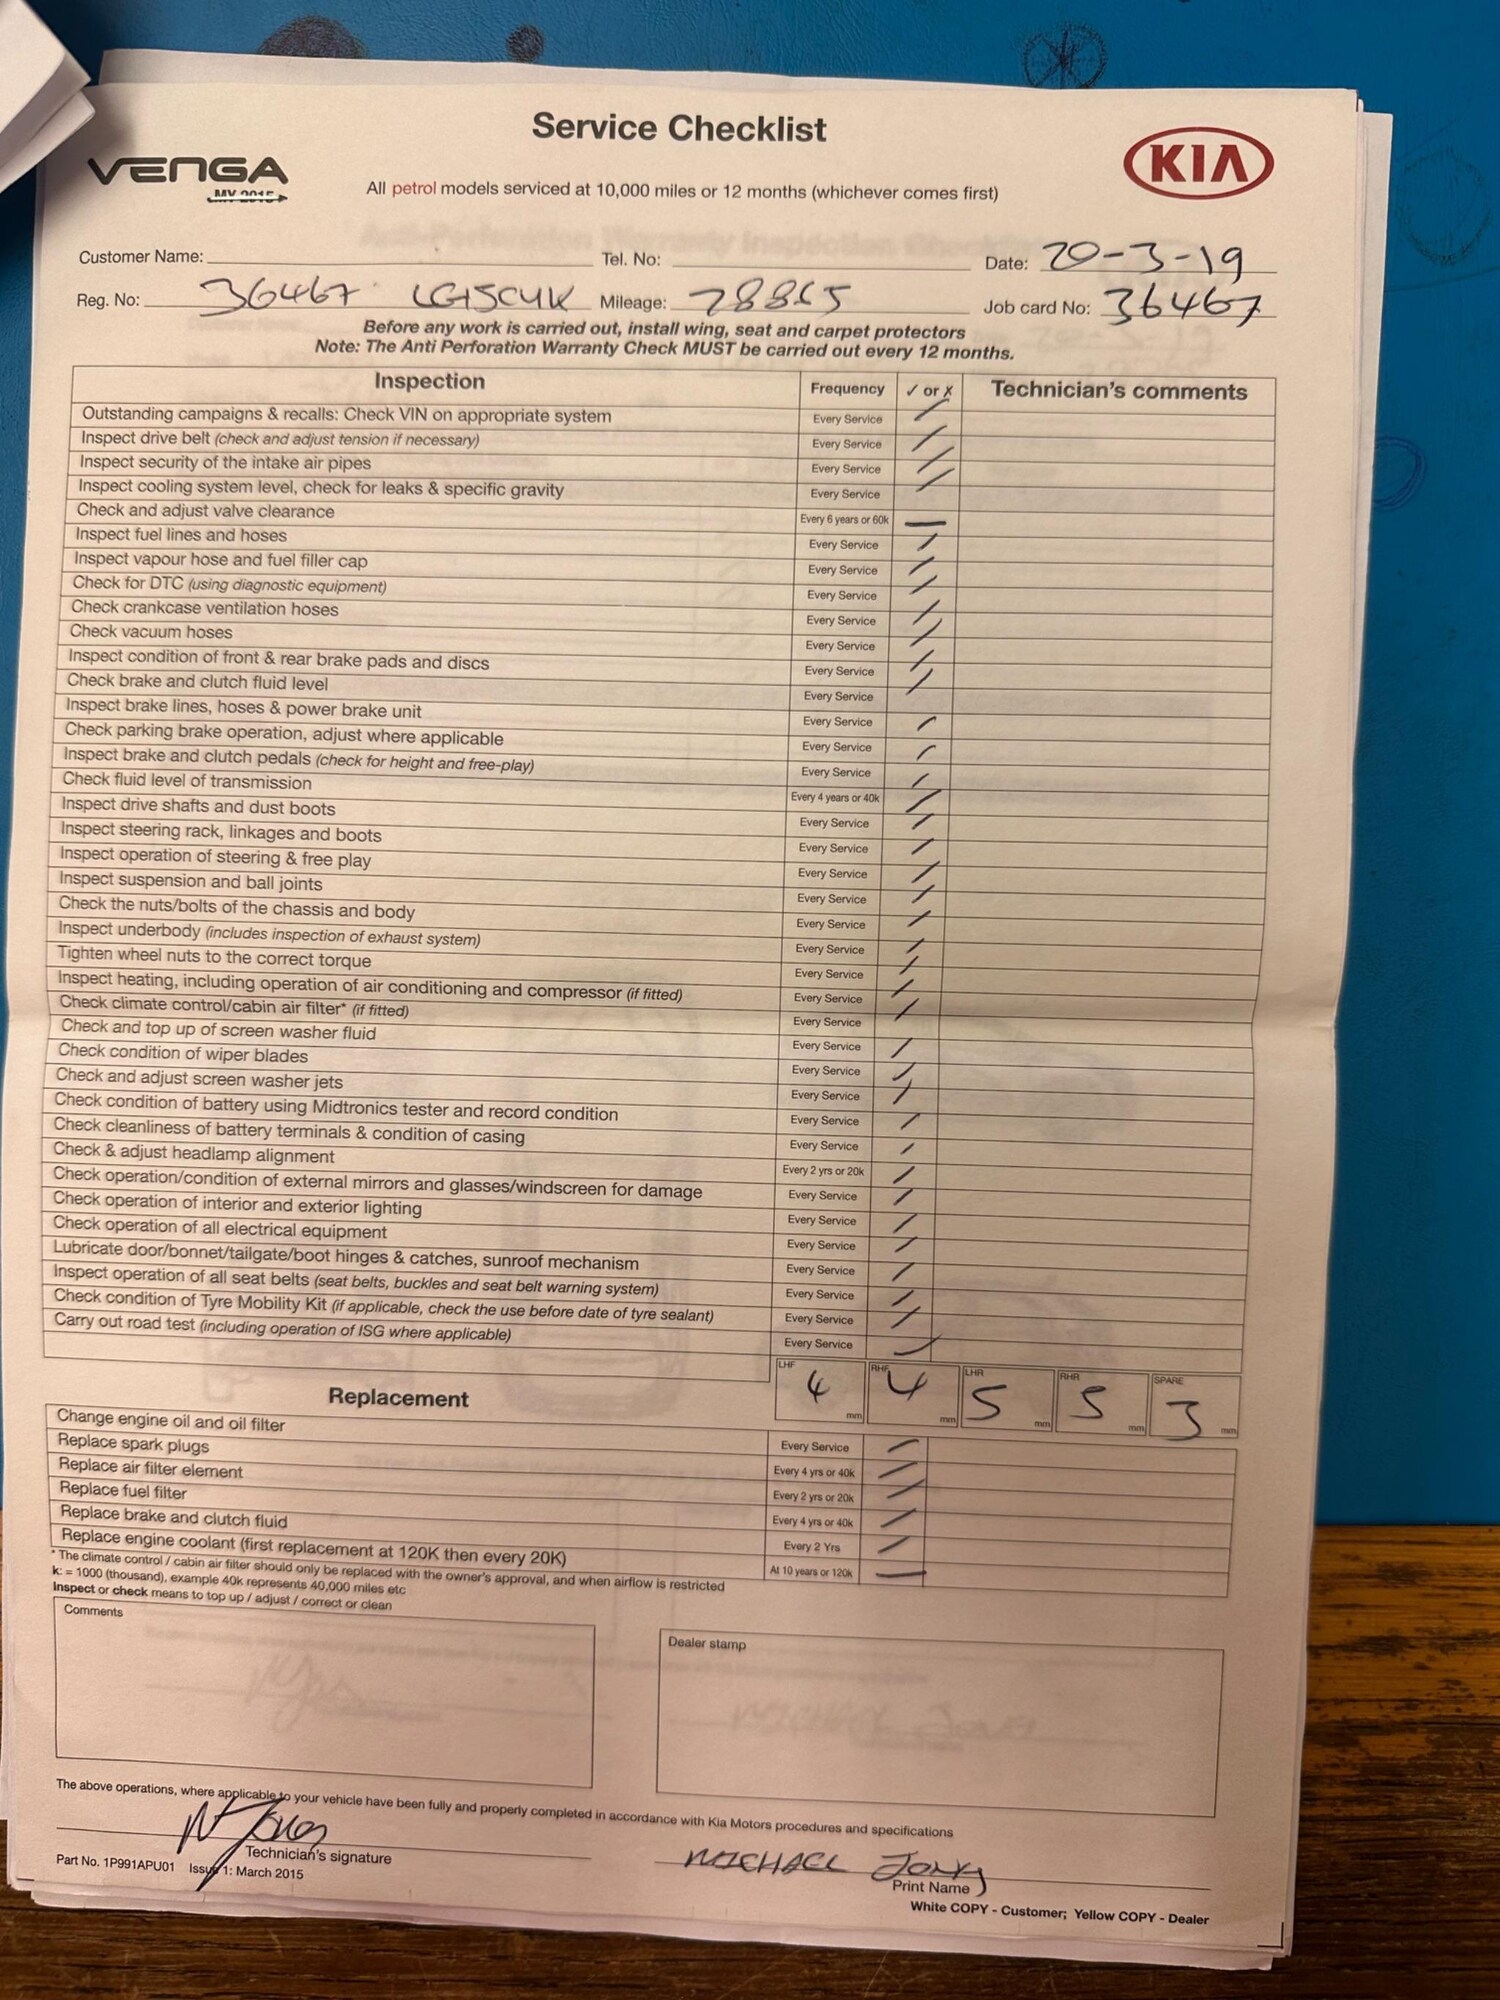 Service Checklist
VENGA
MY 2015
KIA
All petrol models serviced at 10,000 miles or 12 months (whichever comes first)
Customer Name: Tel. No: Date: 20-3-19
Reg. No: 36467 Mileage: 28865 Job card No: 36467
Before any work is carried out, install wing, seat and carpet protectors
Note: The Anti Perforation Warranty Check MUST be carried out every 12 months.
Inspection Frequency ✓ or ✗ Technician's comments
Outstanding campaigns & recalls: Check VIN on appropriate system Every Service
Inspect drive belt (check and adjust tension if necessary) Every Service
Inspect security of the intake air pipes Every Service
Inspect cooling system level, check for leaks & specific gravity Every Service
Check and adjust valve clearance Every 6 years or 60k
Inspect fuel lines and hoses Every Service
Inspect vapour hose and fuel filler cap Every Service
Check for DTC (using diagnostic equipment) Every Service
Check crankcase ventilation hoses Every Service
Check vacuum hoses Every Service
Inspect condition of front & rear brake pads and discs Every Service
Check brake and clutch fluid level Every Service
Inspect brake lines, hoses & power brake unit Every Service
Check parking brake operation, adjust where applicable Every Service
Inspect brake and clutch pedals (check for height and free-play) Every Service
Check fluid level of transmission Every 4 years or 40k
Inspect drive shafts and dust boots Every Service
Inspect steering rack, linkages and boots Every Service
Inspect operation of steering & free play Every Service
Inspect suspension and ball joints Every Service
Check the nuts/bolts of the chassis and body Every Service
Inspect underbody (includes inspection of exhaust system) Every Service
Tighten wheel nuts to the correct torque Every Service
Inspect heating, including operation of air conditioning and compressor (if fitted) Every Service
Check climate control/cabin air filter* (if fitted) Every Service
Check and top up of screen washer fluid Every Service
Check condition of wiper blades Every Service
Check and adjust screen washer jets Every Service
Check condition of battery using Midtronics tester and record condition Every Service
Check cleanliness of battery terminals & condition of casing Every Service
Check & adjust headlamp alignment Every 2 yrs or 20k
Check operation/condition of external mirrors and glasses/windscreen for damage Every Service
Check operation of interior and exterior lighting Every Service
Check operation of all electrical equipment Every Service
Lubricate door/bonnet/tailgate/boot hinges & catches, sunroof mechanism Every Service
Inspect operation of all seat belts (seat belts, buckles and seat belt warning system) Every Service
Check condition of Tyre Mobility Kit (if applicable, check the use before date of tyre sealant) Every Service
Carry out road test (including operation of ISG where applicable) Every Service
LHF 4 mm RHF 4 mm LHR 5 mm RHR 5 mm SPARE 3 mm
Replacement
Change engine oil and oil filter Every Service
Replace spark plugs Every 4 yrs or 40k
Replace air filter element Every 2 yrs or 20k
Replace fuel filter Every 4 yrs or 40k
Replace brake and clutch fluid Every 2 Yrs
Replace engine coolant (first replacement at 120K then every 20K) At 10 years or 120k
* The climate control / cabin air filter should only be replaced with the owner's approval, and when airflow is restricted
k: = 1000 (thousand), example 40k represents 40,000 miles etc
Inspect or check means to top up / adjust / correct or clean
Comments
Dealer stamp
The above operations, where applicable to your vehicle have been fully and properly completed in accordance with Kia Motors procedures and specifications
Technician's signature
MICHAEL Jones
Print Name
Part No. 1P991APU01 Issue 1: March 2015
White COPY - Customer; Yellow COPY - Dealer